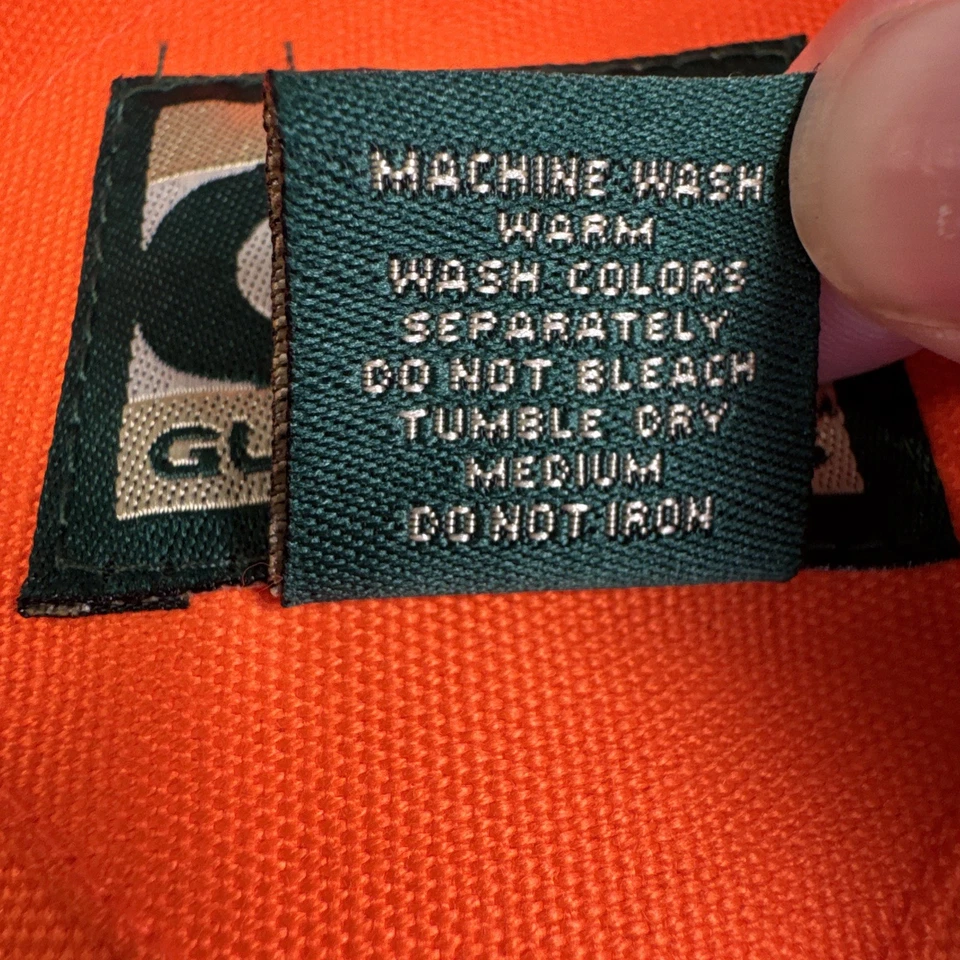 MACHINE WASH
WARM
WASH COLORS
SEPARATELY
DO NOT BLEACH
TUMBLE DRY
MEDIUM
DO NOT IRON